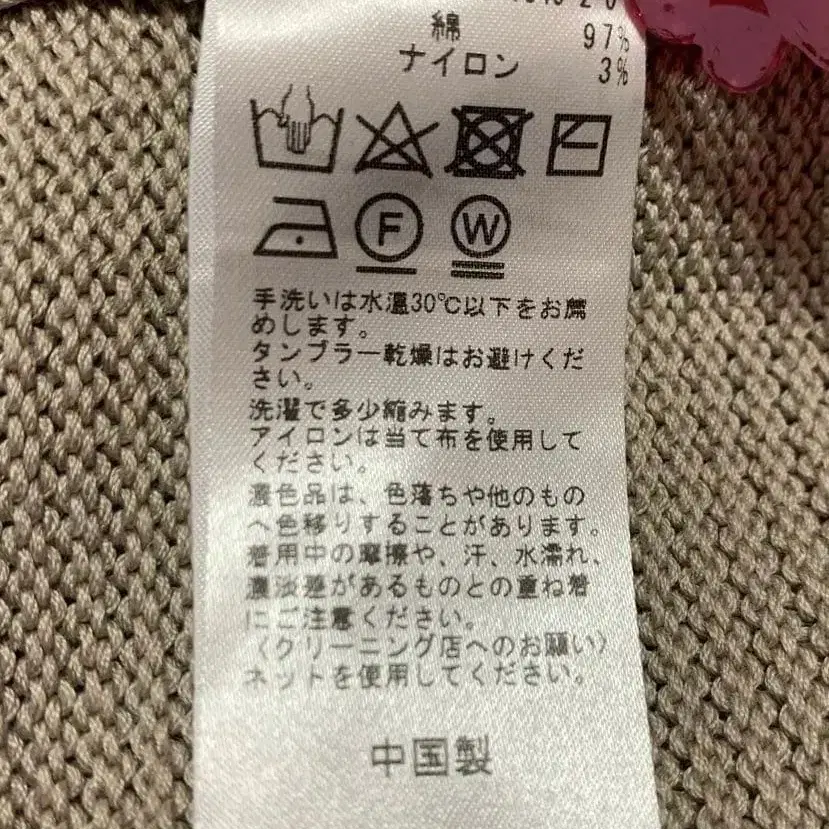 綿 97%
ナイロン 3%
F W
手洗いは水温30℃以下をお薦
めします。
タンブラー乾燥はお避けくだ
さい。
洗濯で多少縮みます。
アイロンは当て布を使用して
ください。
濃色品は、色落ちや他のもの
へ色移りすることがあります。
着用中の摩擦や、汗、水濡れ、
濃淡差があるものとの重ね着
にご注意ください。
(クリーニング店へのお願い)
ネットを使用してください。
中国製